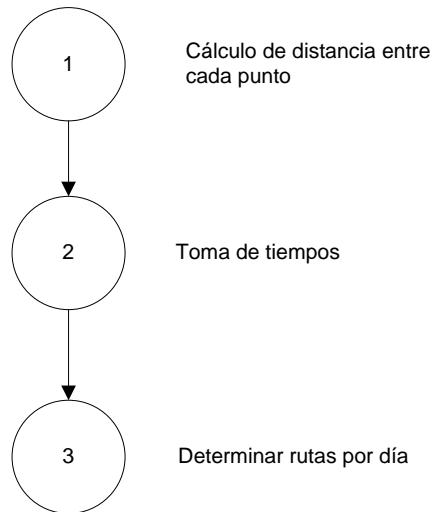 1
Cálculo de distancia entre
cada punto
2
Toma de tiempos
3
Determinar rutas por día